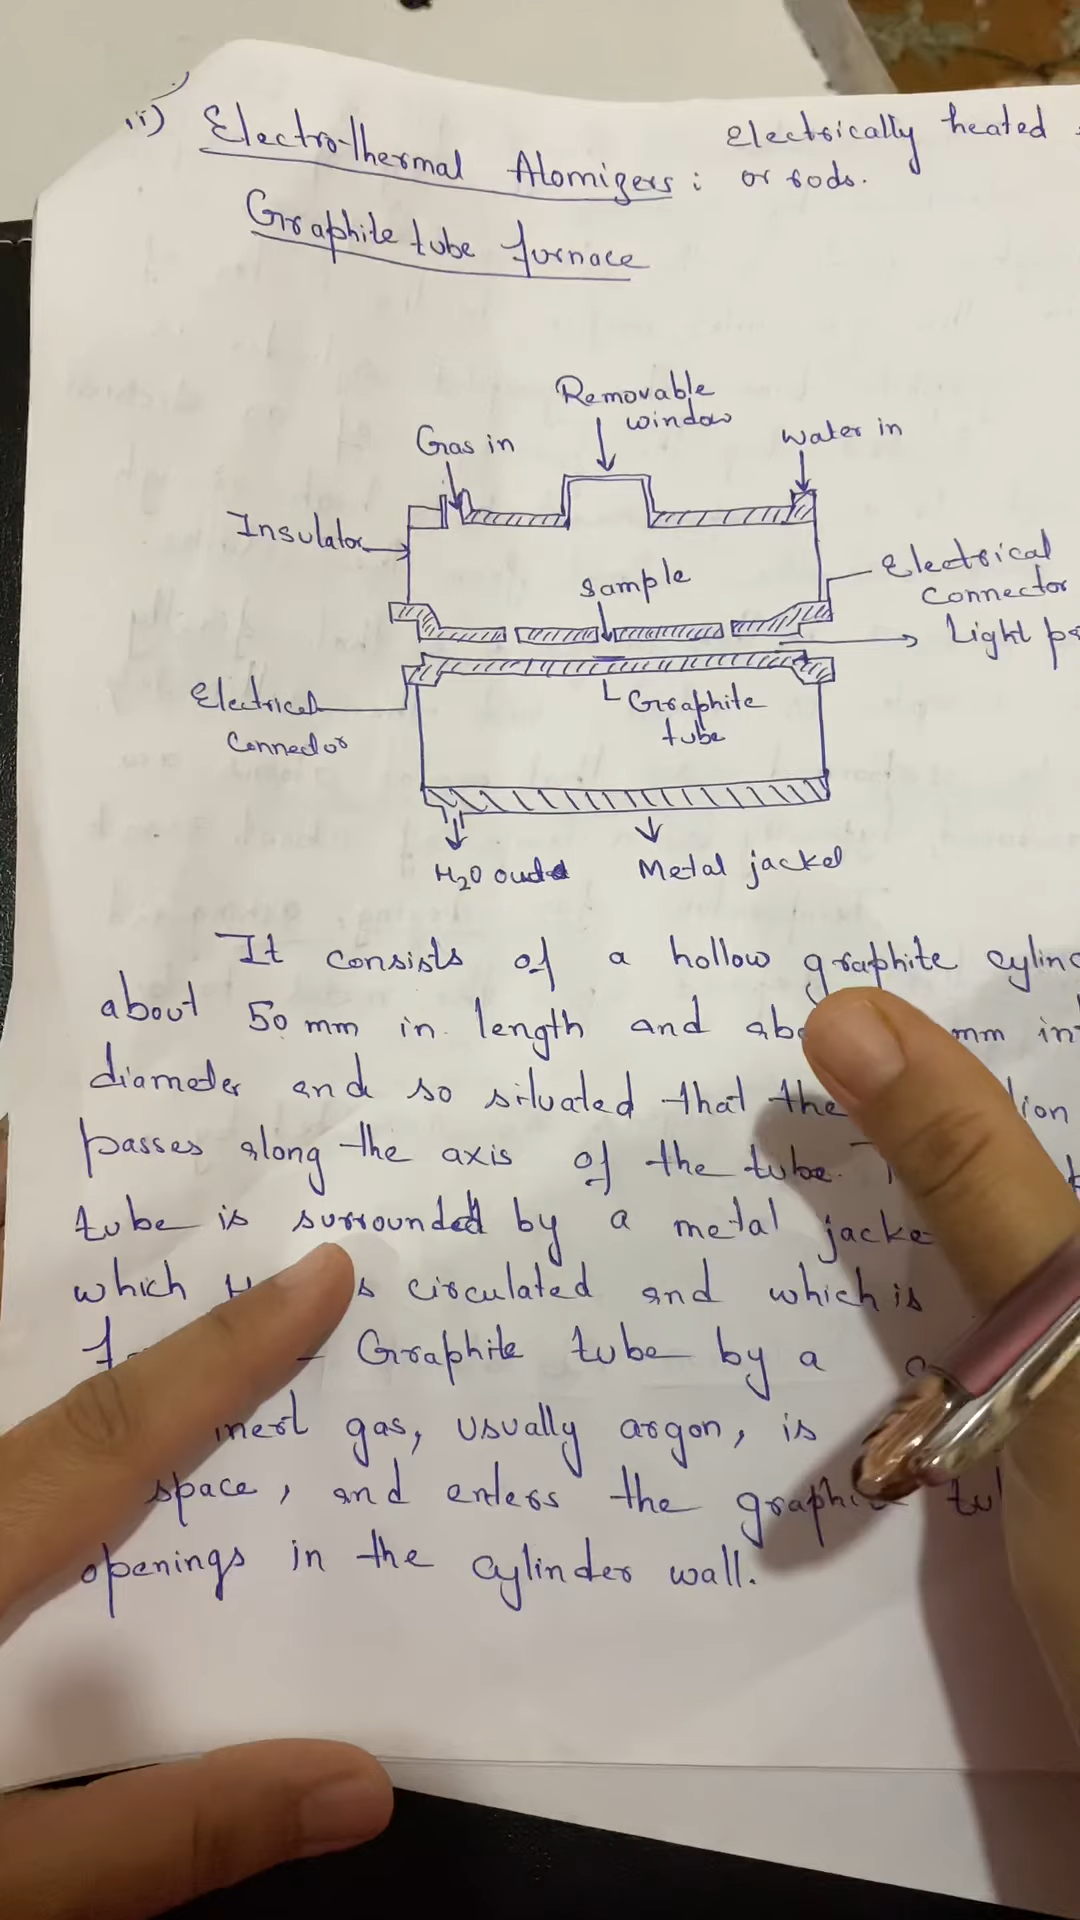 ii) Electro-thermal Atomizers : electrically heated
or rods.
Graphite tube furnace
Removable
window
Gas in
water in
Insulator
sample
Electrical
Connector
Light
Electrical
Connector
Graphite
tube
H₂O out
Metal jacket
It consists of a hollow graphite
about 50 mm in length and mm
diameter and so situated that the
passes along the axis of the tube.
tube is surrounded by a metal
which is circulated and which is
Graphite tube by a
inert gas, usually argon, is
space, and enters the
openings in the cylinder wall.